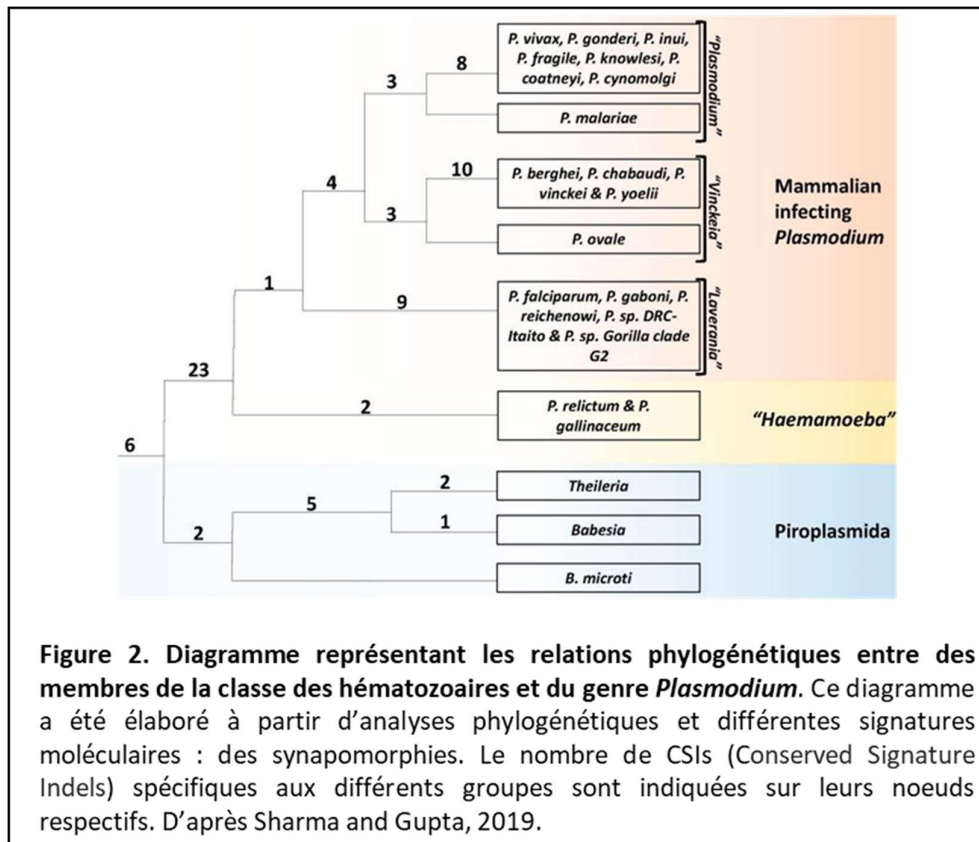 8
P. vivax, P. gonderi, P. inui,
P. fragile, P. knowlesi, P.
coatneyi, P. cynomolgi
"Plasmodium"
3
P. malariae
4
10
P. berghei, P. chabaudi, P.
vinckei & P. yoelii
"Vinckeia"
3
P. ovale
Mammalian
infecting
Plasmodium
1
9
P. falciparum, P. gaboni, P.
reichenowi, P. sp. DRC-
Itaito & P. sp. Gorilla clade
G2
"Laverania"
23
2
P. relictum & P.
gallinaceum
"Haemamoeba"
6
2
Theileria
5
1
Babesia
Piroplasmida
2
B. microti
Figure 2. Diagramme représentant les relations phylogénétiques entre des
membres de la classe des hématozoaires et du genre Plasmodium. Ce diagramme
a été élaboré à partir d'analyses phylogénétiques et différentes signatures
moléculaires : des synapomorphies. Le nombre de CSIs (Conserved Signature
Indels) spécifiques aux différents groupes sont indiquées sur leurs noeuds
respectifs. D'après Sharma and Gupta, 2019.